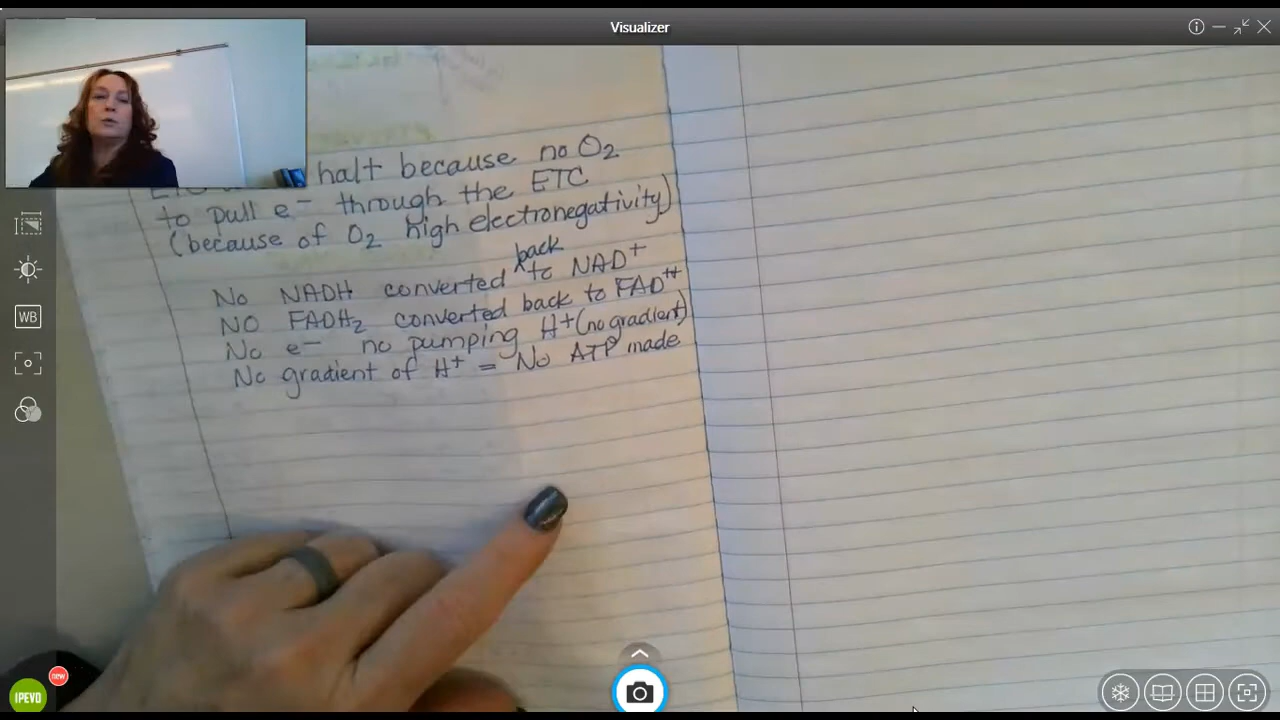 Visualizer
halt because no O2
to pull e- through the ETC
(because of O2 high electronegativity)
back
No NADH converted to NAD+
NO FADH2 converted back to FAD++
No e- no pumping H+(no gradient)
No gradient of H+ = No ATP made
WB
new
IPEVO